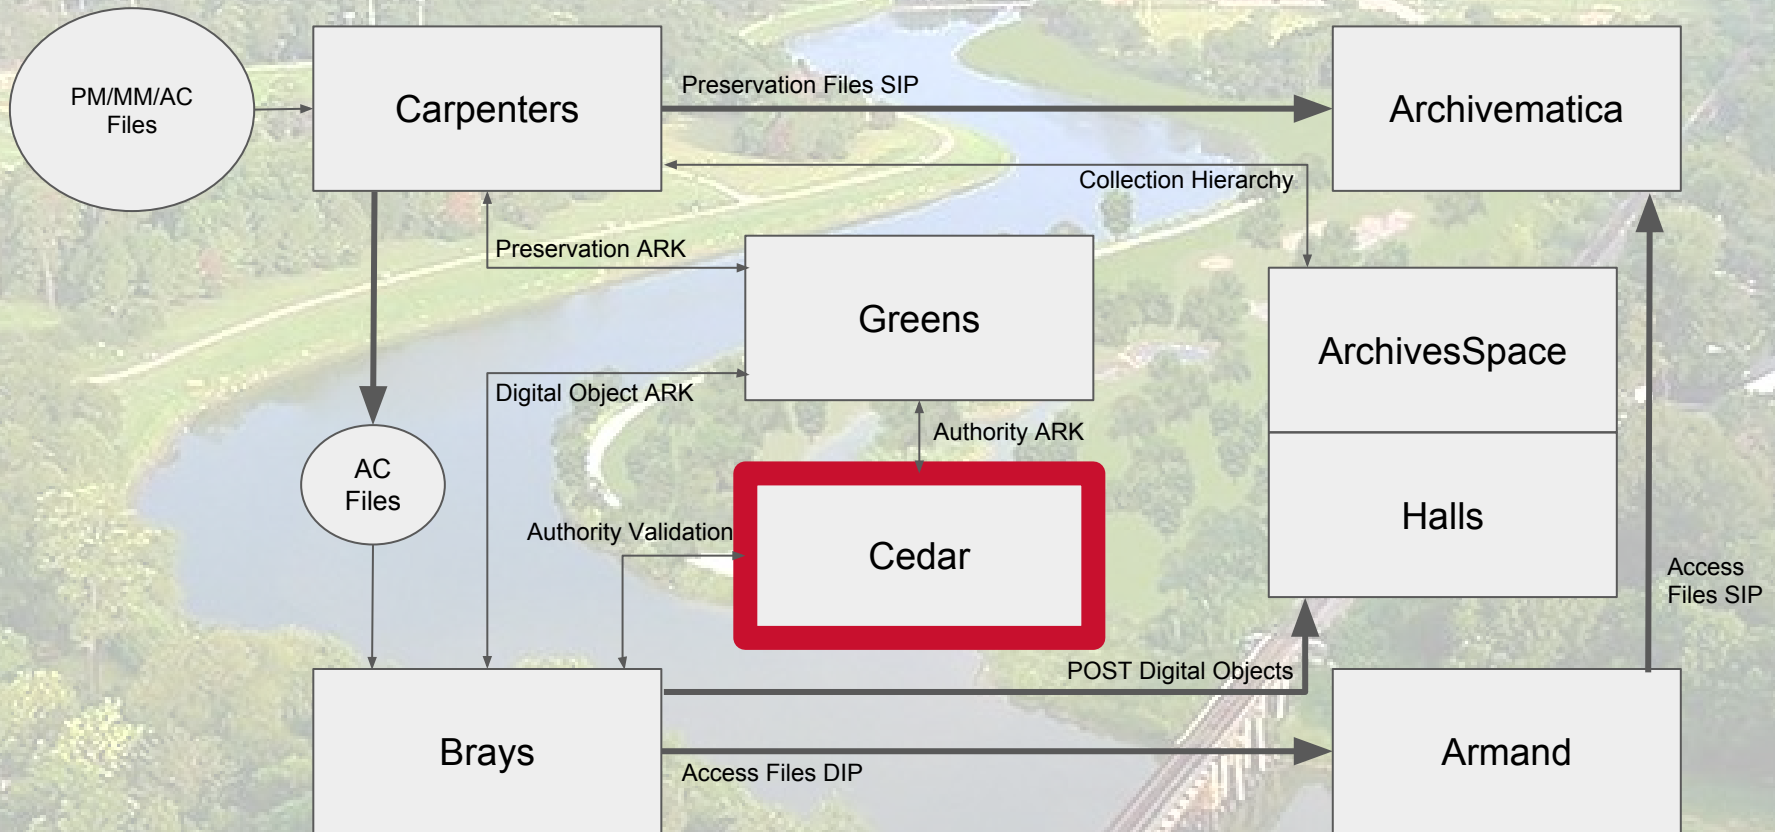 PM/MM/AC
Files
Carpenters
Preservation Files SIP
Archivematica
Collection Hierarchy
Preservation ARK
Greens
ArchivesSpace
Digital Object ARK
Authority ARK
AC
Files
Halls
Authority Validation
Cedar
Access
Files SIP
POST Digital Objects
Brays
Access Files DIP
Armand